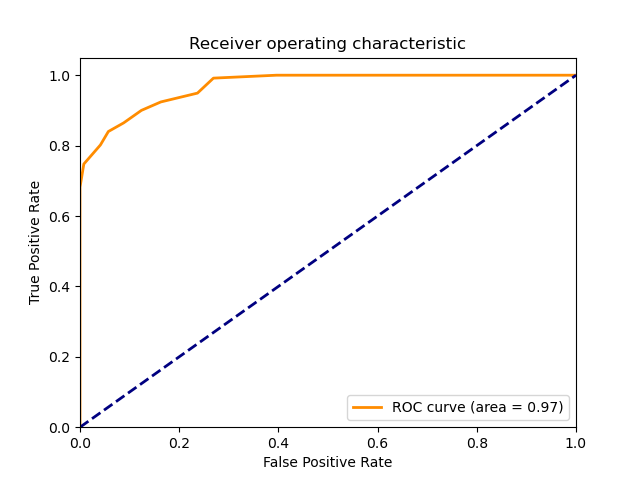 Receiver operating characteristic
True Positive Rate
1.0
0.8
0.6
0.4
0.2
0.0
0.0 0.2 0.4 0.6 0.8 1.0
False Positive Rate
ROC curve (area = 0.97)